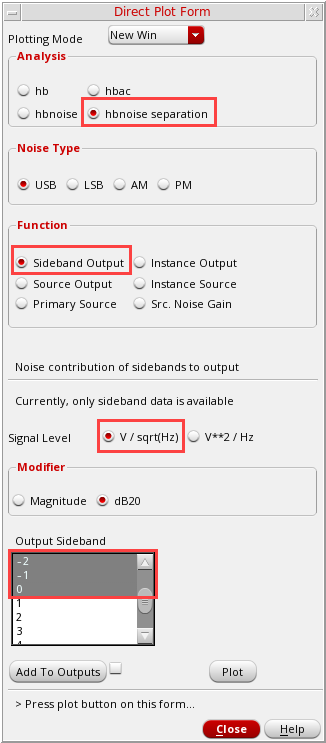 Direct Plot Form
Plotting Mode New Win
Analysis
hb hbac
hbnoise hbnoise separation
Noise Type
USB LSB AM PM
Function
Sideband Output Instance Output
Source Output Instance Source
Primary Source Src. Noise Gain
Noise contribution of sidebands to output
Currently, only sideband data is available
Signal Level V / sqrt(Hz) V**2 / Hz
Modifier
Magnitude dB20
Output Sideband
-2
-1
0
1
2
3
Add To Outputs Plot
> Press plot button on this form...
Close Help